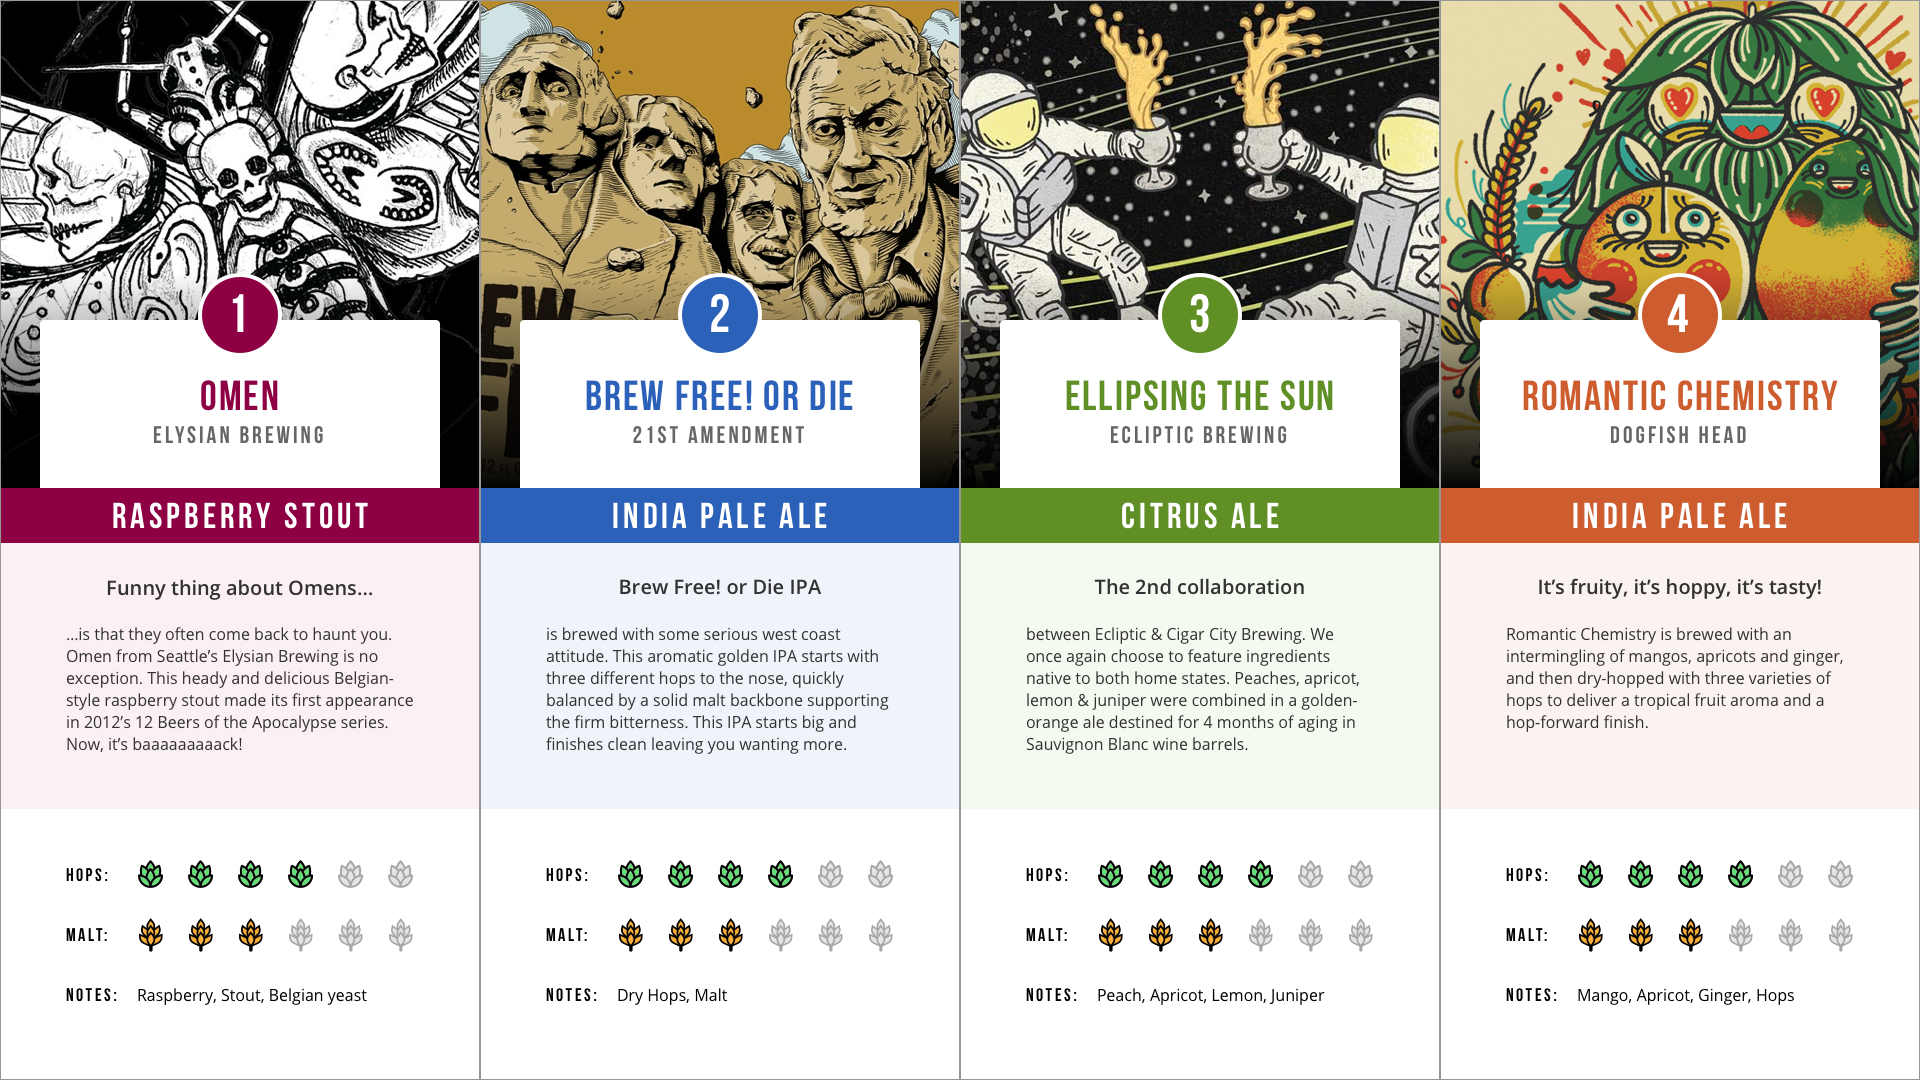 1
OMEN
ELYSIAN BREWING
RASPBERRY STOUT
Funny thing about Omens...
...is that they often come back to haunt you.
Omen from Seattle's Elysian Brewing is no
exception. This heady and delicious Belgian-
style raspberry stout made its first appearance
in 2012's 12 Beers of the Apocalypse series.
Now, it's baaaaaaaaack!
HOPS:
MALT:
NOTES: Raspberry, Stout, Belgian yeast
2
BREW FREE! OR DIE
21ST AMENDMENT
INDIA PALE ALE
Brew Free! or Die IPA
is brewed with some serious west coast
attitude. This aromatic golden IPA starts with
three different hops to the nose, quickly
balanced by a solid malt backbone supporting
the firm bitterness. This IPA starts big and
finishes clean leaving you wanting more.
HOPS:
MALT:
NOTES: Dry Hops, Malt
3
ELLIPSING THE SUN
ECLIPTIC BREWING
CITRUS ALE
The 2nd collaboration
between Ecliptic & Cigar City Brewing. We
once again choose to feature ingredients
native to both home states. Peaches, apricot,
lemon & juniper were combined in a golden-
orange ale destined for 4 months of aging in
Sauvignon Blanc wine barrels.
HOPS:
MALT:
NOTES: Peach, Apricot, Lemon, Juniper
4
ROMANTIC CHEMISTRY
DOGFISH HEAD
INDIA PALE ALE
It's fruity, it's hoppy, it's tasty!
Romantic Chemistry is brewed with an
intermingling of mangos, apricots and ginger,
and then dry-hopped with three varieties of
hops to deliver a tropical fruit aroma and a
hop-forward finish.
HOPS:
MALT:
NOTES: Mango, Apricot, Ginger, Hops